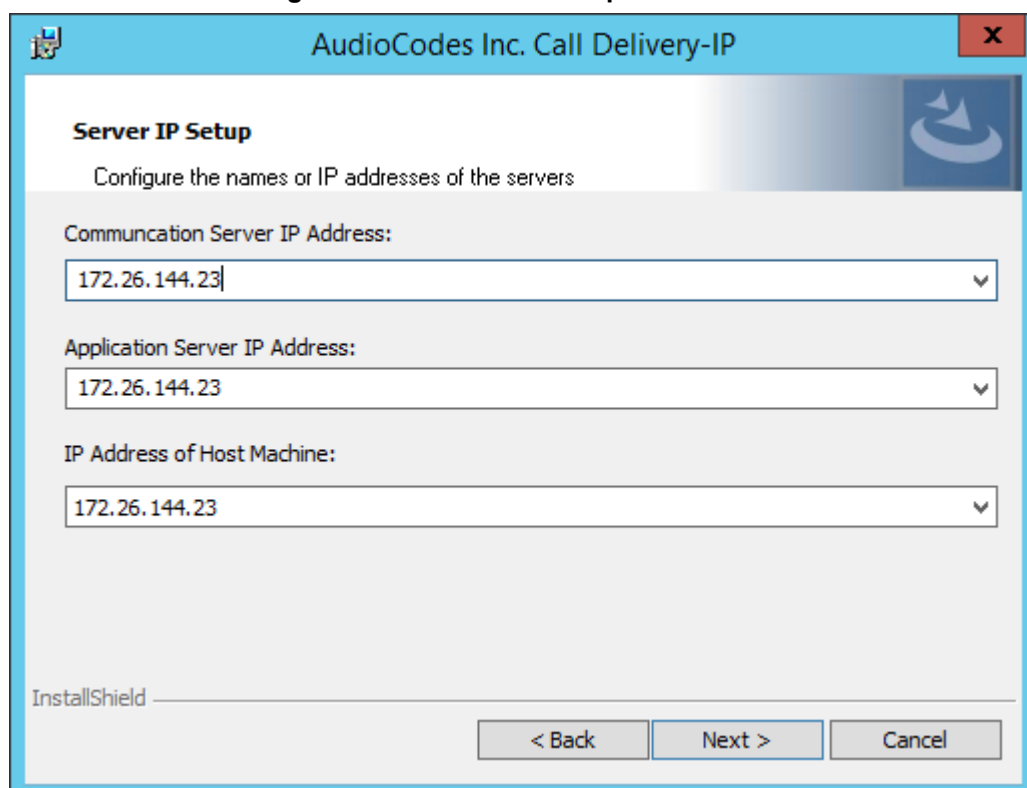 AudioCodes Inc. Call Delivery-IP
x
Server IP Setup
Configure the names or IP addresses of the servers
Communcation Server IP Address:
172.26.144.23
Application Server IP Address:
172.26.144.23
IP Address of Host Machine:
172.26.144.23
InstallShield
< Back Next > Cancel